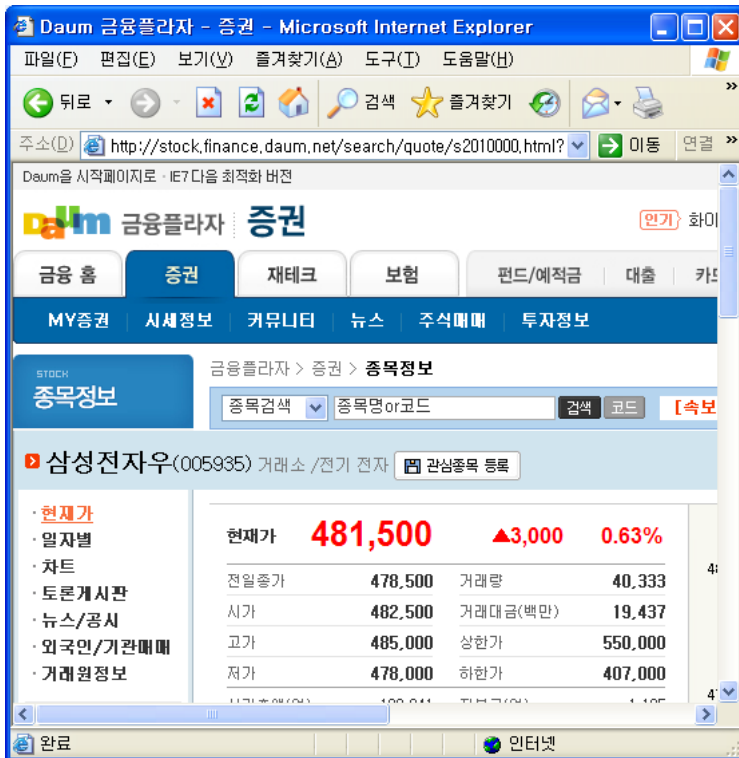 Daum 금융플라자 - 증권 - Microsoft Internet Explorer
파일(F) 편집(E) 보기(V) 즐겨찾기(A) 도구(T) 도움말(H)
뒤로 검색 즐겨찾기 »
주소(D) http://stock.finance.daum.net/search/quote/s2010000.html? 이동 연결 »
Daum을 시작페이지로 · IE7 다음 최적화 버전
Daum 금융플라자 증권 인기 화이
금융 홈 증권 재테크 보험 펀드/예적금 대출 카드
MY증권 시세정보 커뮤니티 뉴스 주식매매 투자정보
STOCK
종목정보
금융플라자 > 증권 > 종목정보
종목검색 종목명or코드 검색 코드 [속보
삼성전자우(005935) 거래소 /전기 전자 관심종목 등록
· 현재가
· 일자별
· 차트
· 토론게시판
· 뉴스/공시
· 외국인/기관매매
· 거래원정보
현재가 481,500 ▲3,000 0.63%
전일종가 478,500 거래량 40,333
시가 482,500 거래대금(백만) 19,437
고가 485,000 상한가 550,000
저가 478,000 하한가 407,000
완료 인터넷